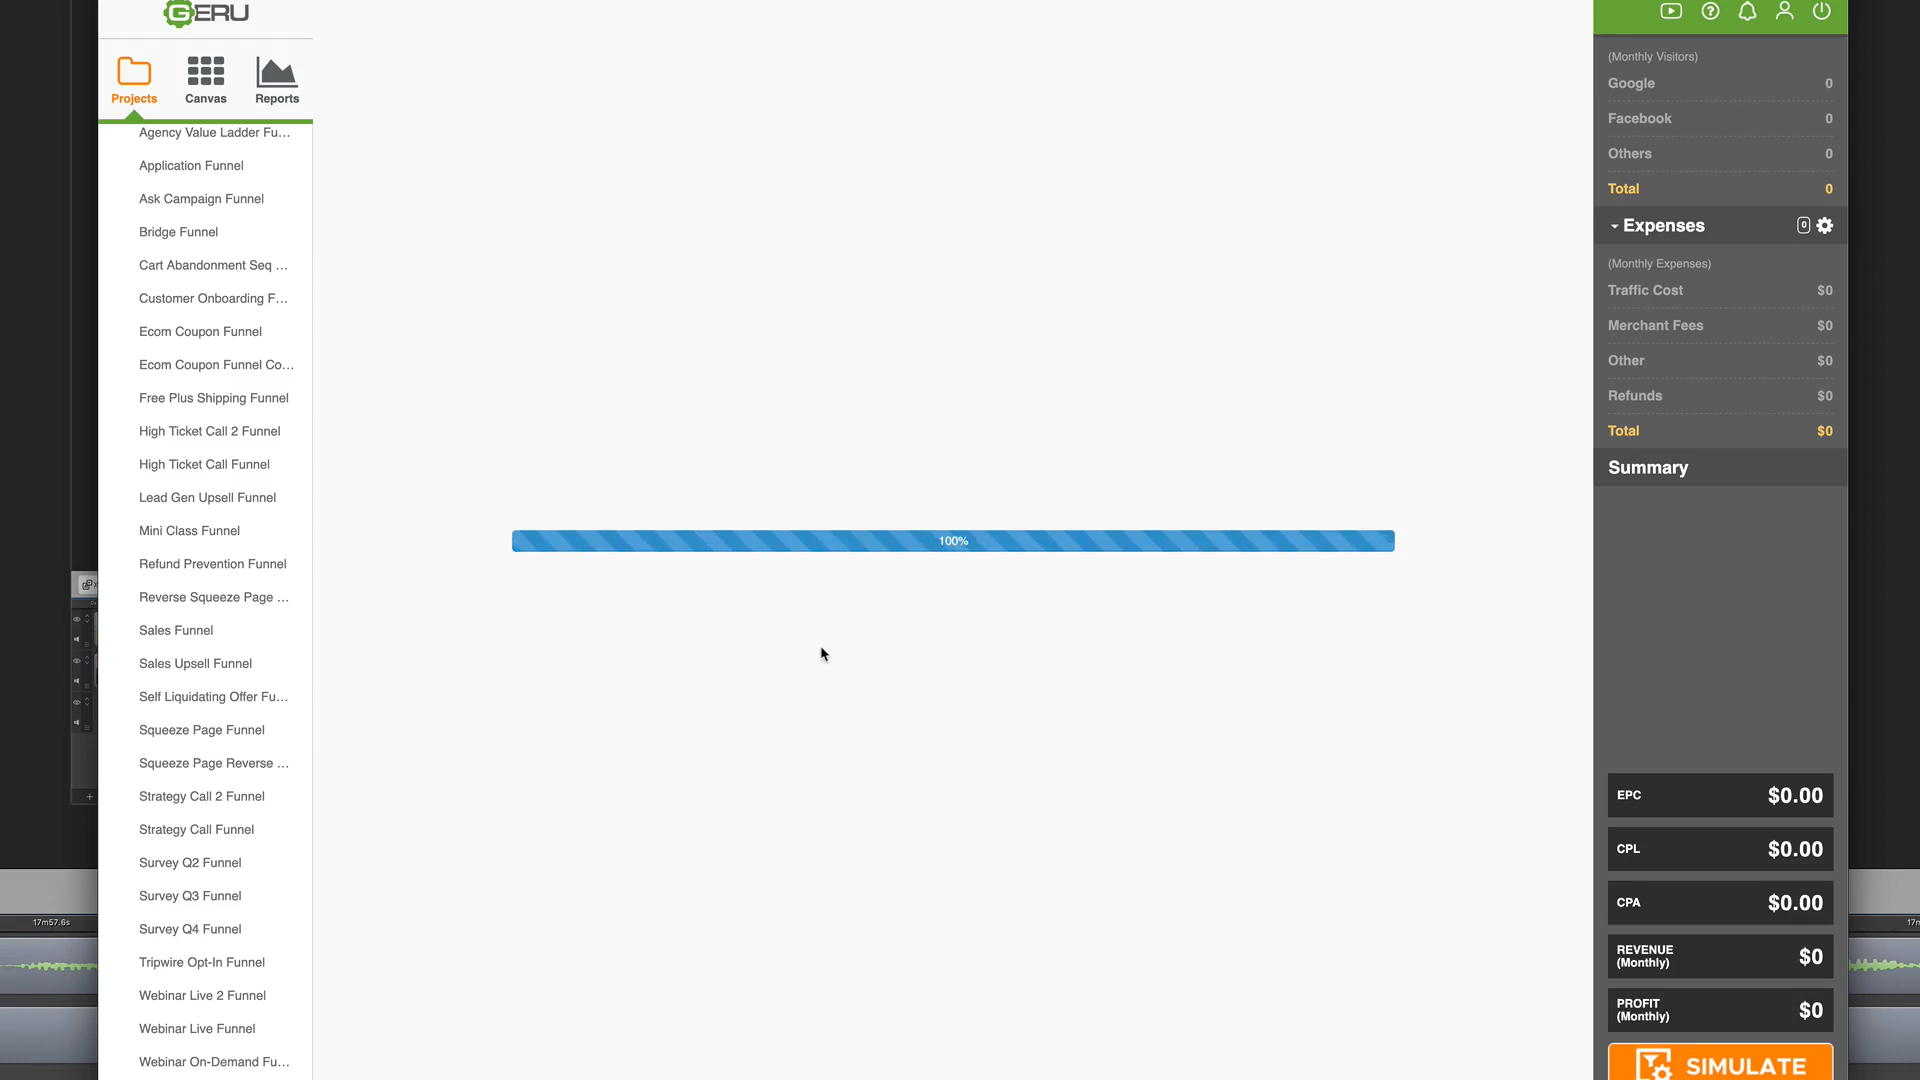 GERU
Projects
Canvas
Reports
Agency Value Ladder Fu...
Application Funnel
Ask Campaign Funnel
Bridge Funnel
Cart Abandonment Seq ...
Customer Onboarding F...
Ecom Coupon Funnel
Ecom Coupon Funnel Co...
Free Plus Shipping Funnel
High Ticket Call 2 Funnel
High Ticket Call Funnel
Lead Gen Upsell Funnel
Mini Class Funnel
Refund Prevention Funnel
Reverse Squeeze Page ...
Sales Funnel
Sales Upsell Funnel
Self Liquidating Offer Fu...
Squeeze Page Funnel
Squeeze Page Reverse ...
Strategy Call 2 Funnel
Strategy Call Funnel
Survey Q2 Funnel
Survey Q3 Funnel
Survey Q4 Funnel
Tripwire Opt-In Funnel
Webinar Live 2 Funnel
Webinar Live Funnel
Webinar On-Demand Fu...
17m57.6s
100%
(Monthly Visitors)
Google 0
Facebook 0
Others 0
Total 0
Expenses 0
(Monthly Expenses)
Traffic Cost $0
Merchant Fees $0
Other $0
Refunds $0
Total $0
Summary
EPC $0.00
CPL $0.00
CPA $0.00
REVENUE
(Monthly) $0
PROFIT
(Monthly) $0
SIMULATE